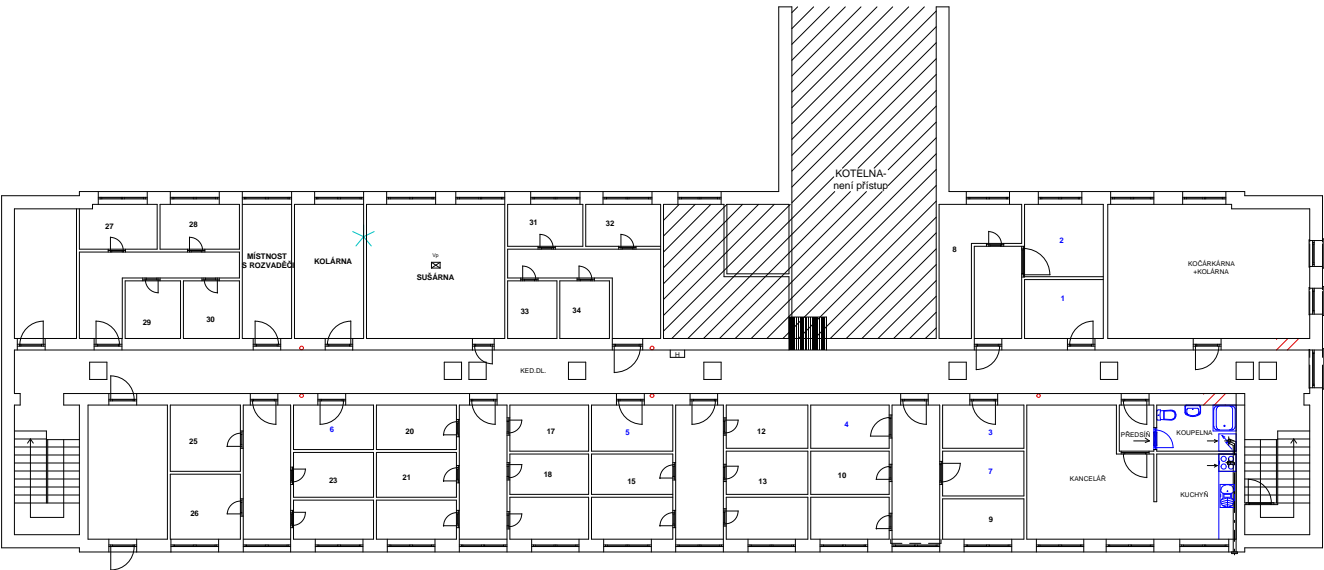 KOTELNA-
není přístup
27
28
31
32
8
2
MÍSTNOST
S ROZVADĚČI
KOLÁRNA
Vp
SUŠÁRNA
KOČÁRKÁRNA
+KOLÁRNA
29
30
33
34
1
H
KED.DL.
25
6
20
17
5
12
4
3
PŘEDSÍŇ
KOUPELNA
23
21
18
15
13
10
7
KANCELÁŘ
KUCHYŇ
26
9